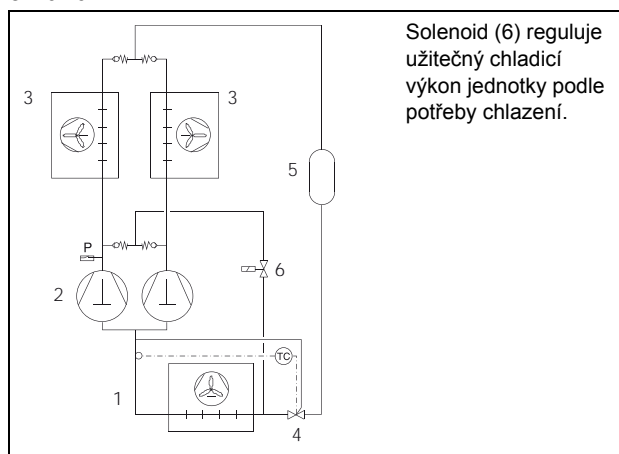 Solenoid (6) reguluje
užitečný chladicí
výkon jednotky podle
potřeby chlazení.
3
3
5
P
6
2
TC
1
4